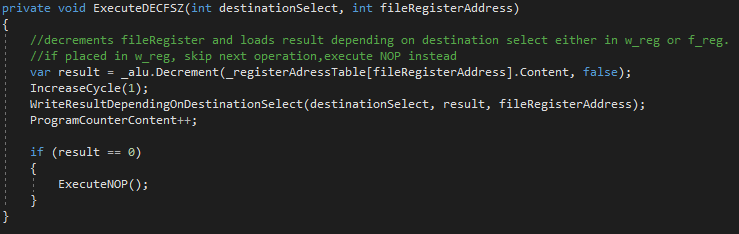 private void ExecuteDECFSZ(int destinationSelect, int fileRegisterAddress)
{
//decrements fileRegister and loads result depending on destination select either in w_reg or f_reg.
//if placed in w_reg, skip next operation,execute NOP instead
var result = _alu.Decrement(_registerAdressTable[fileRegisterAddress].Content, false);
IncreaseCycle(1);
WriteResultDependingOnDestinationSelect(destinationSelect, result, fileRegisterAddress);
ProgramCounterContent++;
if (result == 0)
{
ExecuteNOP();
}
}